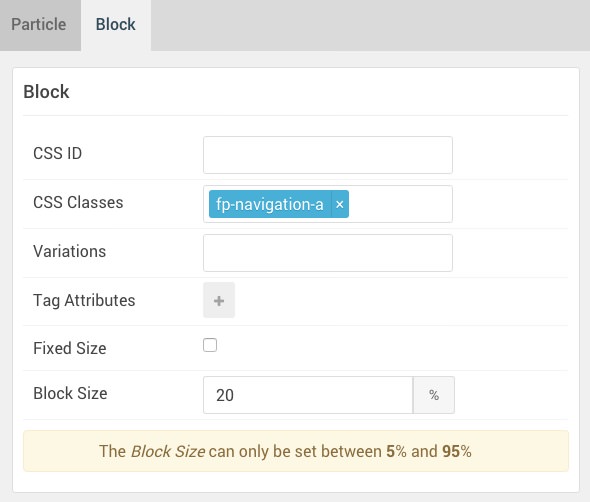 Particle Block
Block
CSS ID
CSS Classes fp-navigation-a ×
Variations
Tag Attributes +
Fixed Size
Block Size 20 %
The Block Size can only be set between 5% and 95%